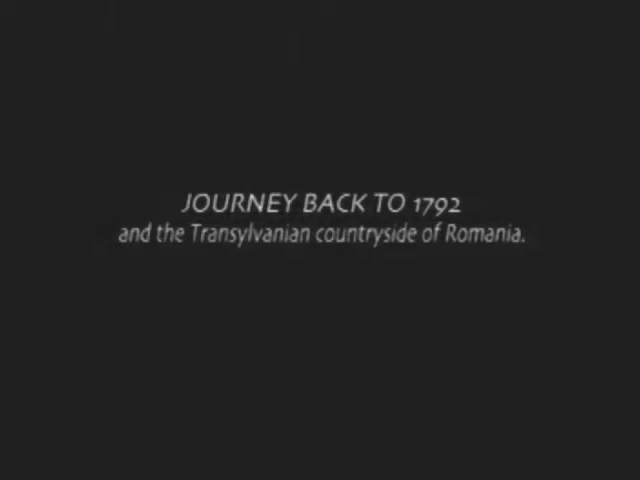 JOURNEY BACK TO 1792
and the Transylvanian countryside of Romania.